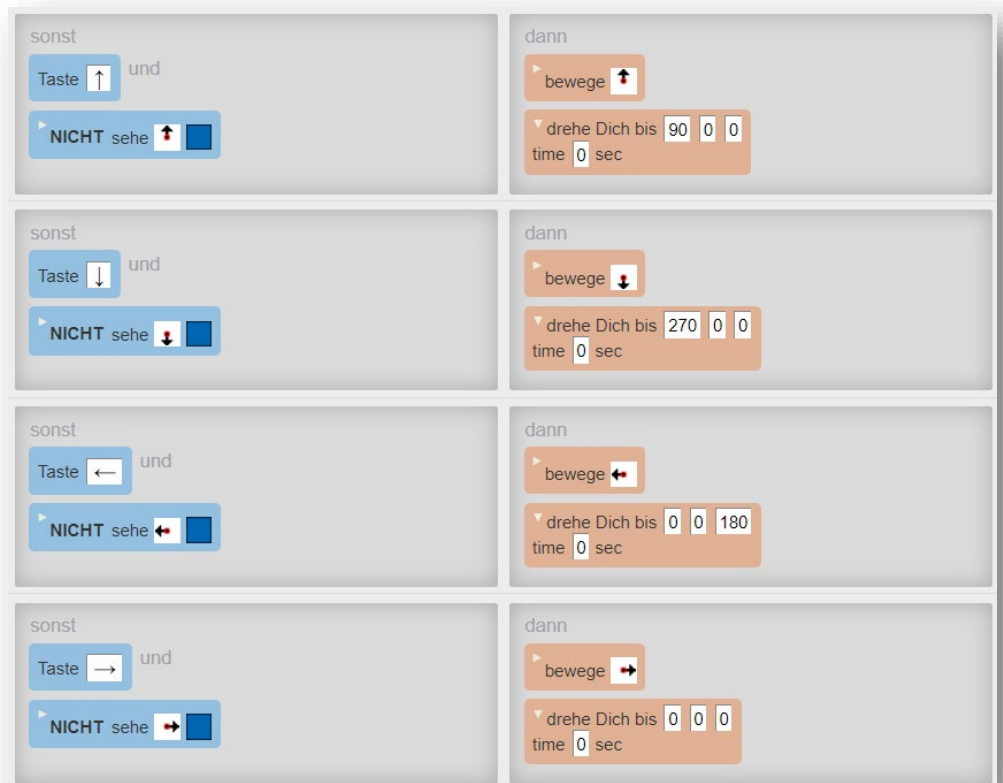 sonst
Taste ↑ und
NICHT sehe
dann
bewege
drehe Dich bis 90 0 0
time 0 sec
sonst
Taste ↓ und
NICHT sehe
dann
bewege
drehe Dich bis 270 0 0
time 0 sec
sonst
Taste ← und
NICHT sehe
dann
bewege
drehe Dich bis 0 0 180
time 0 sec
sonst
Taste → und
NICHT sehe
dann
bewege
drehe Dich bis 0 0 0
time 0 sec